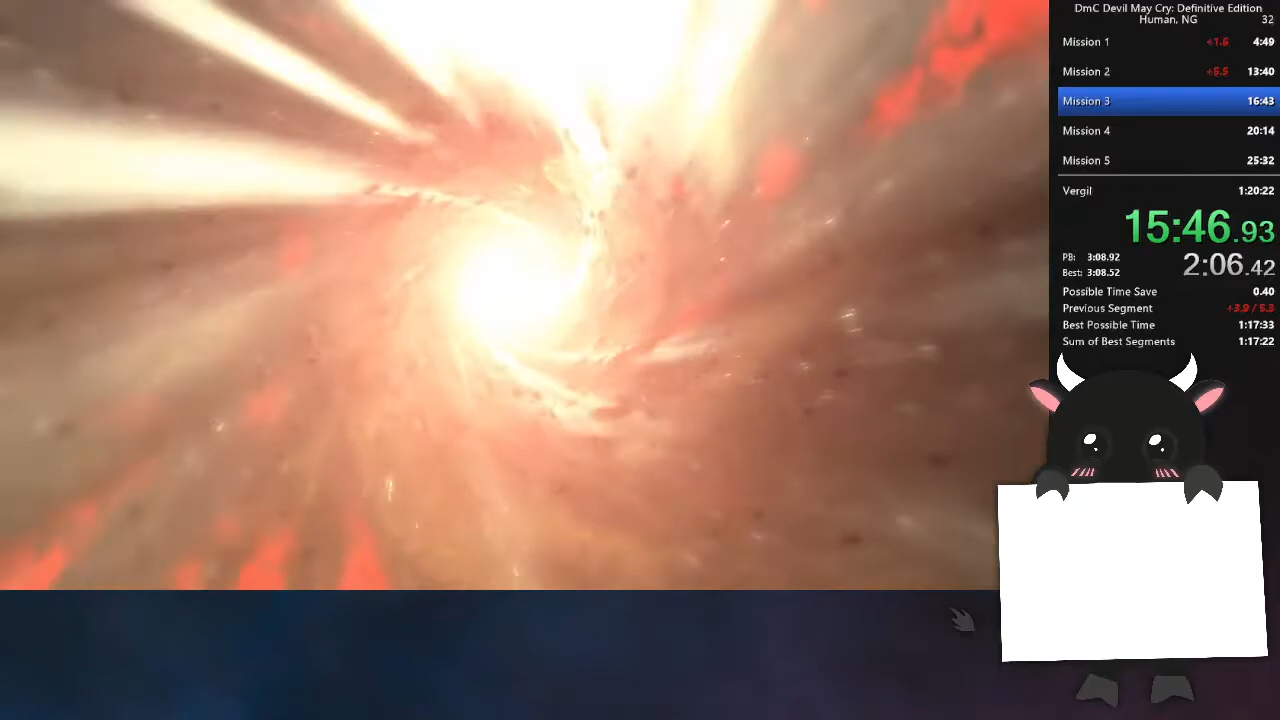 DmC Devil May Cry: Definitive Edition
Human, NG 32
Mission 1 +1.6 4:49
Mission 2 +5.5 13:40
Mission 3 16:43
Mission 4 20:14
Mission 5 25:32
Vergil 1:20:22
15:46.93
PB: 3:08.92
Best: 3:08.52
2:06.42
Possible Time Save 0.40
Previous Segment +3.9 / 5.3
Best Possible Time 1:17:33
Sum of Best Segments 1:17:22